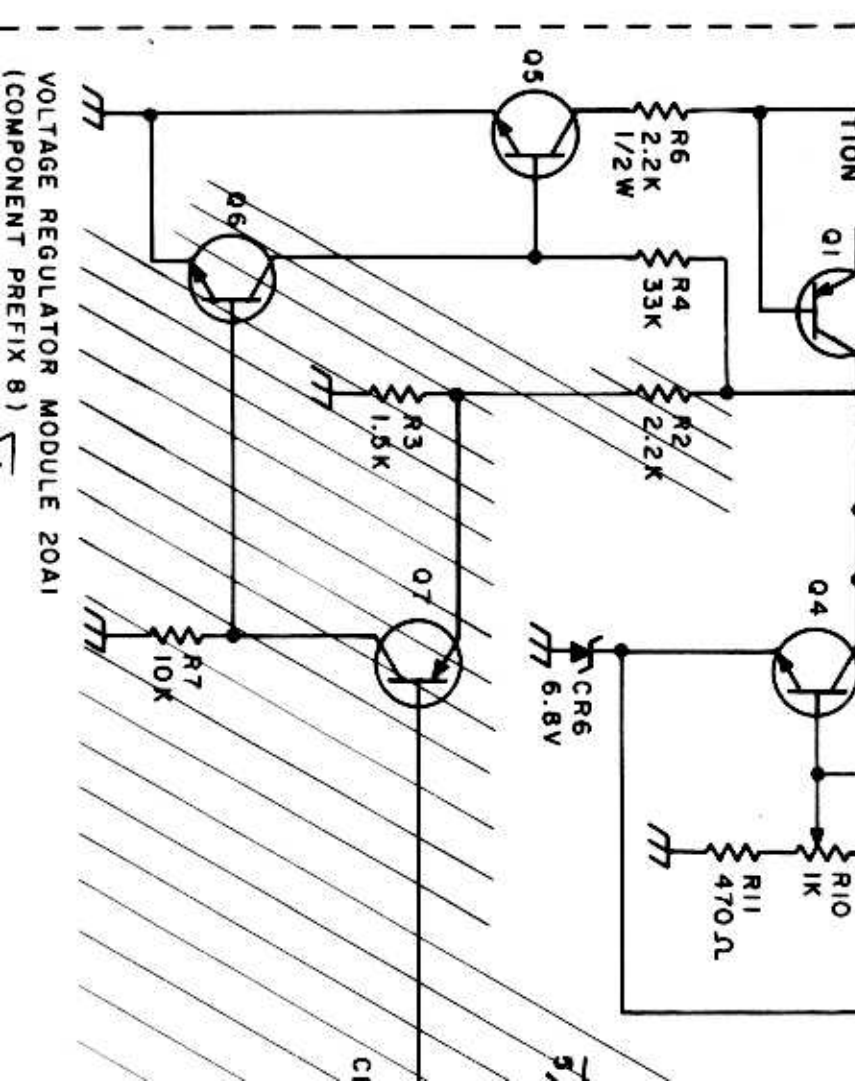 Q5
R6
2.2K
1/2W
Q1
Q6
R4
33K
R3
1.5K
R2
2.2K
Q7
Q4
R7
10K
CR6
6.8V
R10
1K
R11
470Ω
VOLTAGE REGULATOR MODULE 20A1
(COMPONENT PREFIX 8)